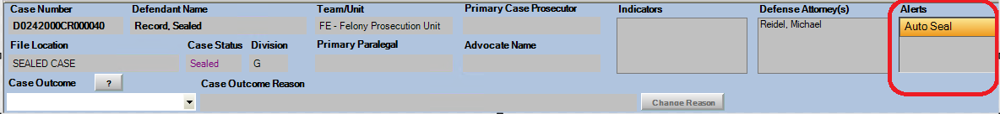 Case Number Defendant Name Team/Unit Primary Case Prosecutor Indicators Defense Attorney(s) Alerts
D0242000CR000040 Record, Sealed FE - Felony Prosecution Unit Reidel, Michael Auto Seal
File Location Case Status Division Primary Paralegal Advocate Name
SEALED CASE Sealed G
Case Outcome ? Case Outcome Reason
Change Reason